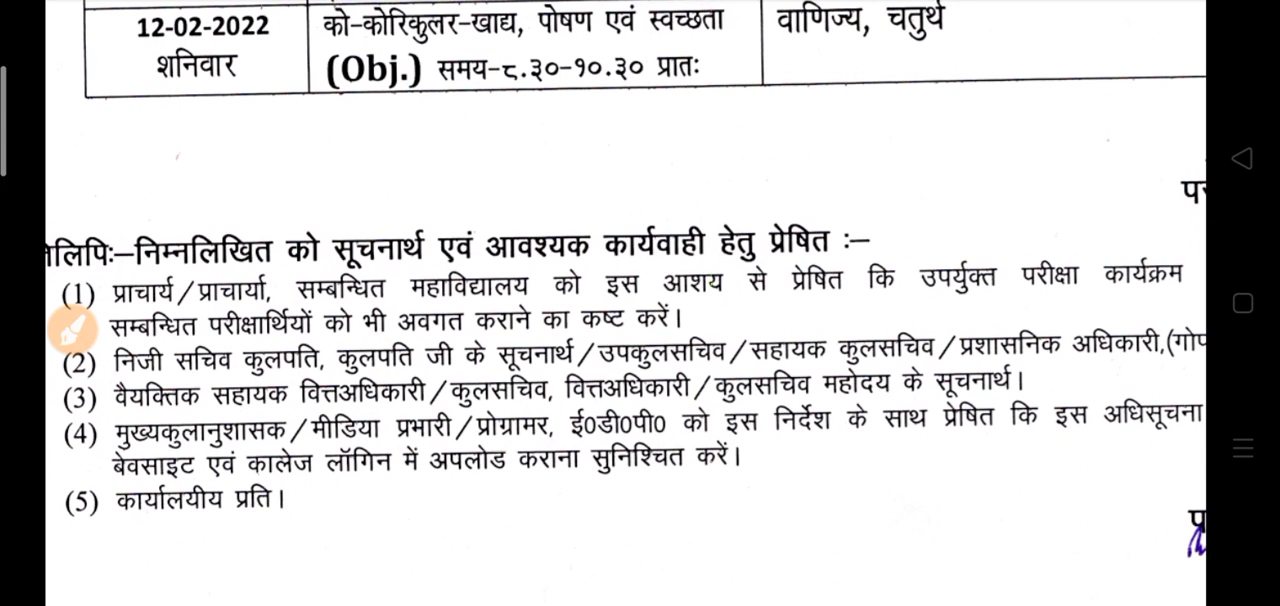 12-02-2022
शनिवार
को-कोरिकुलर-खाद्य, पोषण एवं स्वच्छता
(Obj.) समय-८.३०-१०.३० प्रातः
वाणिज्य, चतुर्थ
निम्नलिखित को सूचनार्थ एवं आवश्यक कार्यवाही हेतु प्रेषित :–
(1) प्राचार्य/प्राचार्या, सम्बन्धित महाविद्यालय को इस आशय से प्रेषित कि उपर्युक्त परीक्षा कार्यक्रम
सम्बन्धित परीक्षार्थियों को भी अवगत कराने का कष्ट करें।
(2) निजी सचिव कुलपति, कुलपति जी के सूचनार्थ/उपकुलसचिव/सहायक कुलसचिव/प्रशासनिक अधिकारी,
(3) वैयक्तिक सहायक वित्तअधिकारी/कुलसचिव, वित्तअधिकारी/कुलसचिव महोदय के सूचनार्थ।
(4) मुख्यकुलानुशासक/मीडिया प्रभारी/प्रोग्रामर, ई0डी0पी0 को इस निर्देश के साथ प्रेषित कि इस अधिसूचना
बेवसाइट एवं कालेज लॉगिन में अपलोड कराना सुनिश्चित करें।
(5) कार्यालयीय प्रति।